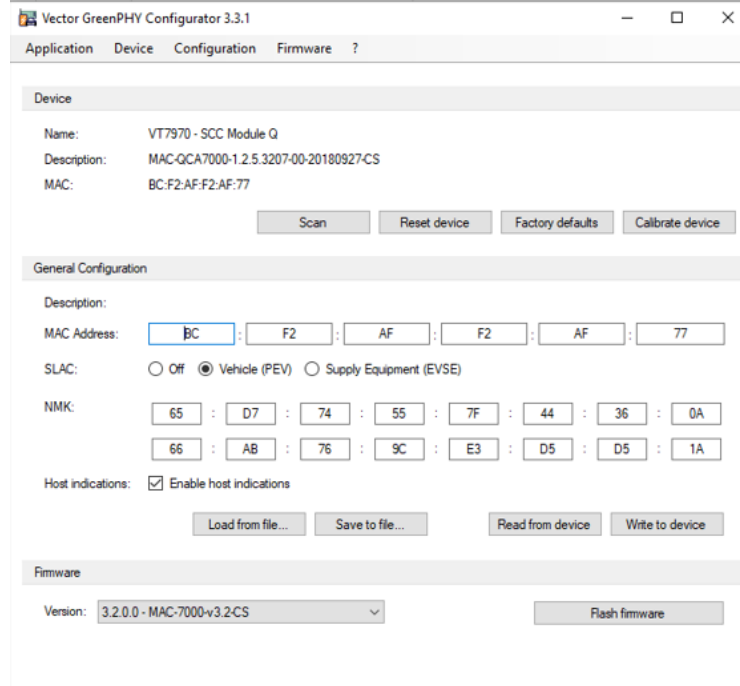 Vector GreenPHY Configurator 3.3.1
Application Device Configuration Firmware ?
Device
Name: VT7970 - SCC Module Q
Description: MAC-QCA7000-1.2.5.3207-00-20180927-CS
MAC: BC:F2:AF:F2:AF:77
Scan Reset device Factory defaults Calibrate device
General Configuration
Description:
MAC Address: BC : F2 : AF : F2 : AF : 77
SLAC: Off Vehicle (PEV) Supply Equipment (EVSE)
NMK: 65 : D7 : 74 : 55 : 7F : 44 : 36 : 0A
66 : AB : 76 : 9C : E3 : D5 : D5 : 1A
Host indications: Enable host indications
Load from file... Save to file... Read from device Write to device
Firmware
Version: 3.2.0.0 - MAC-7000-v3.2-CS Flash firmware